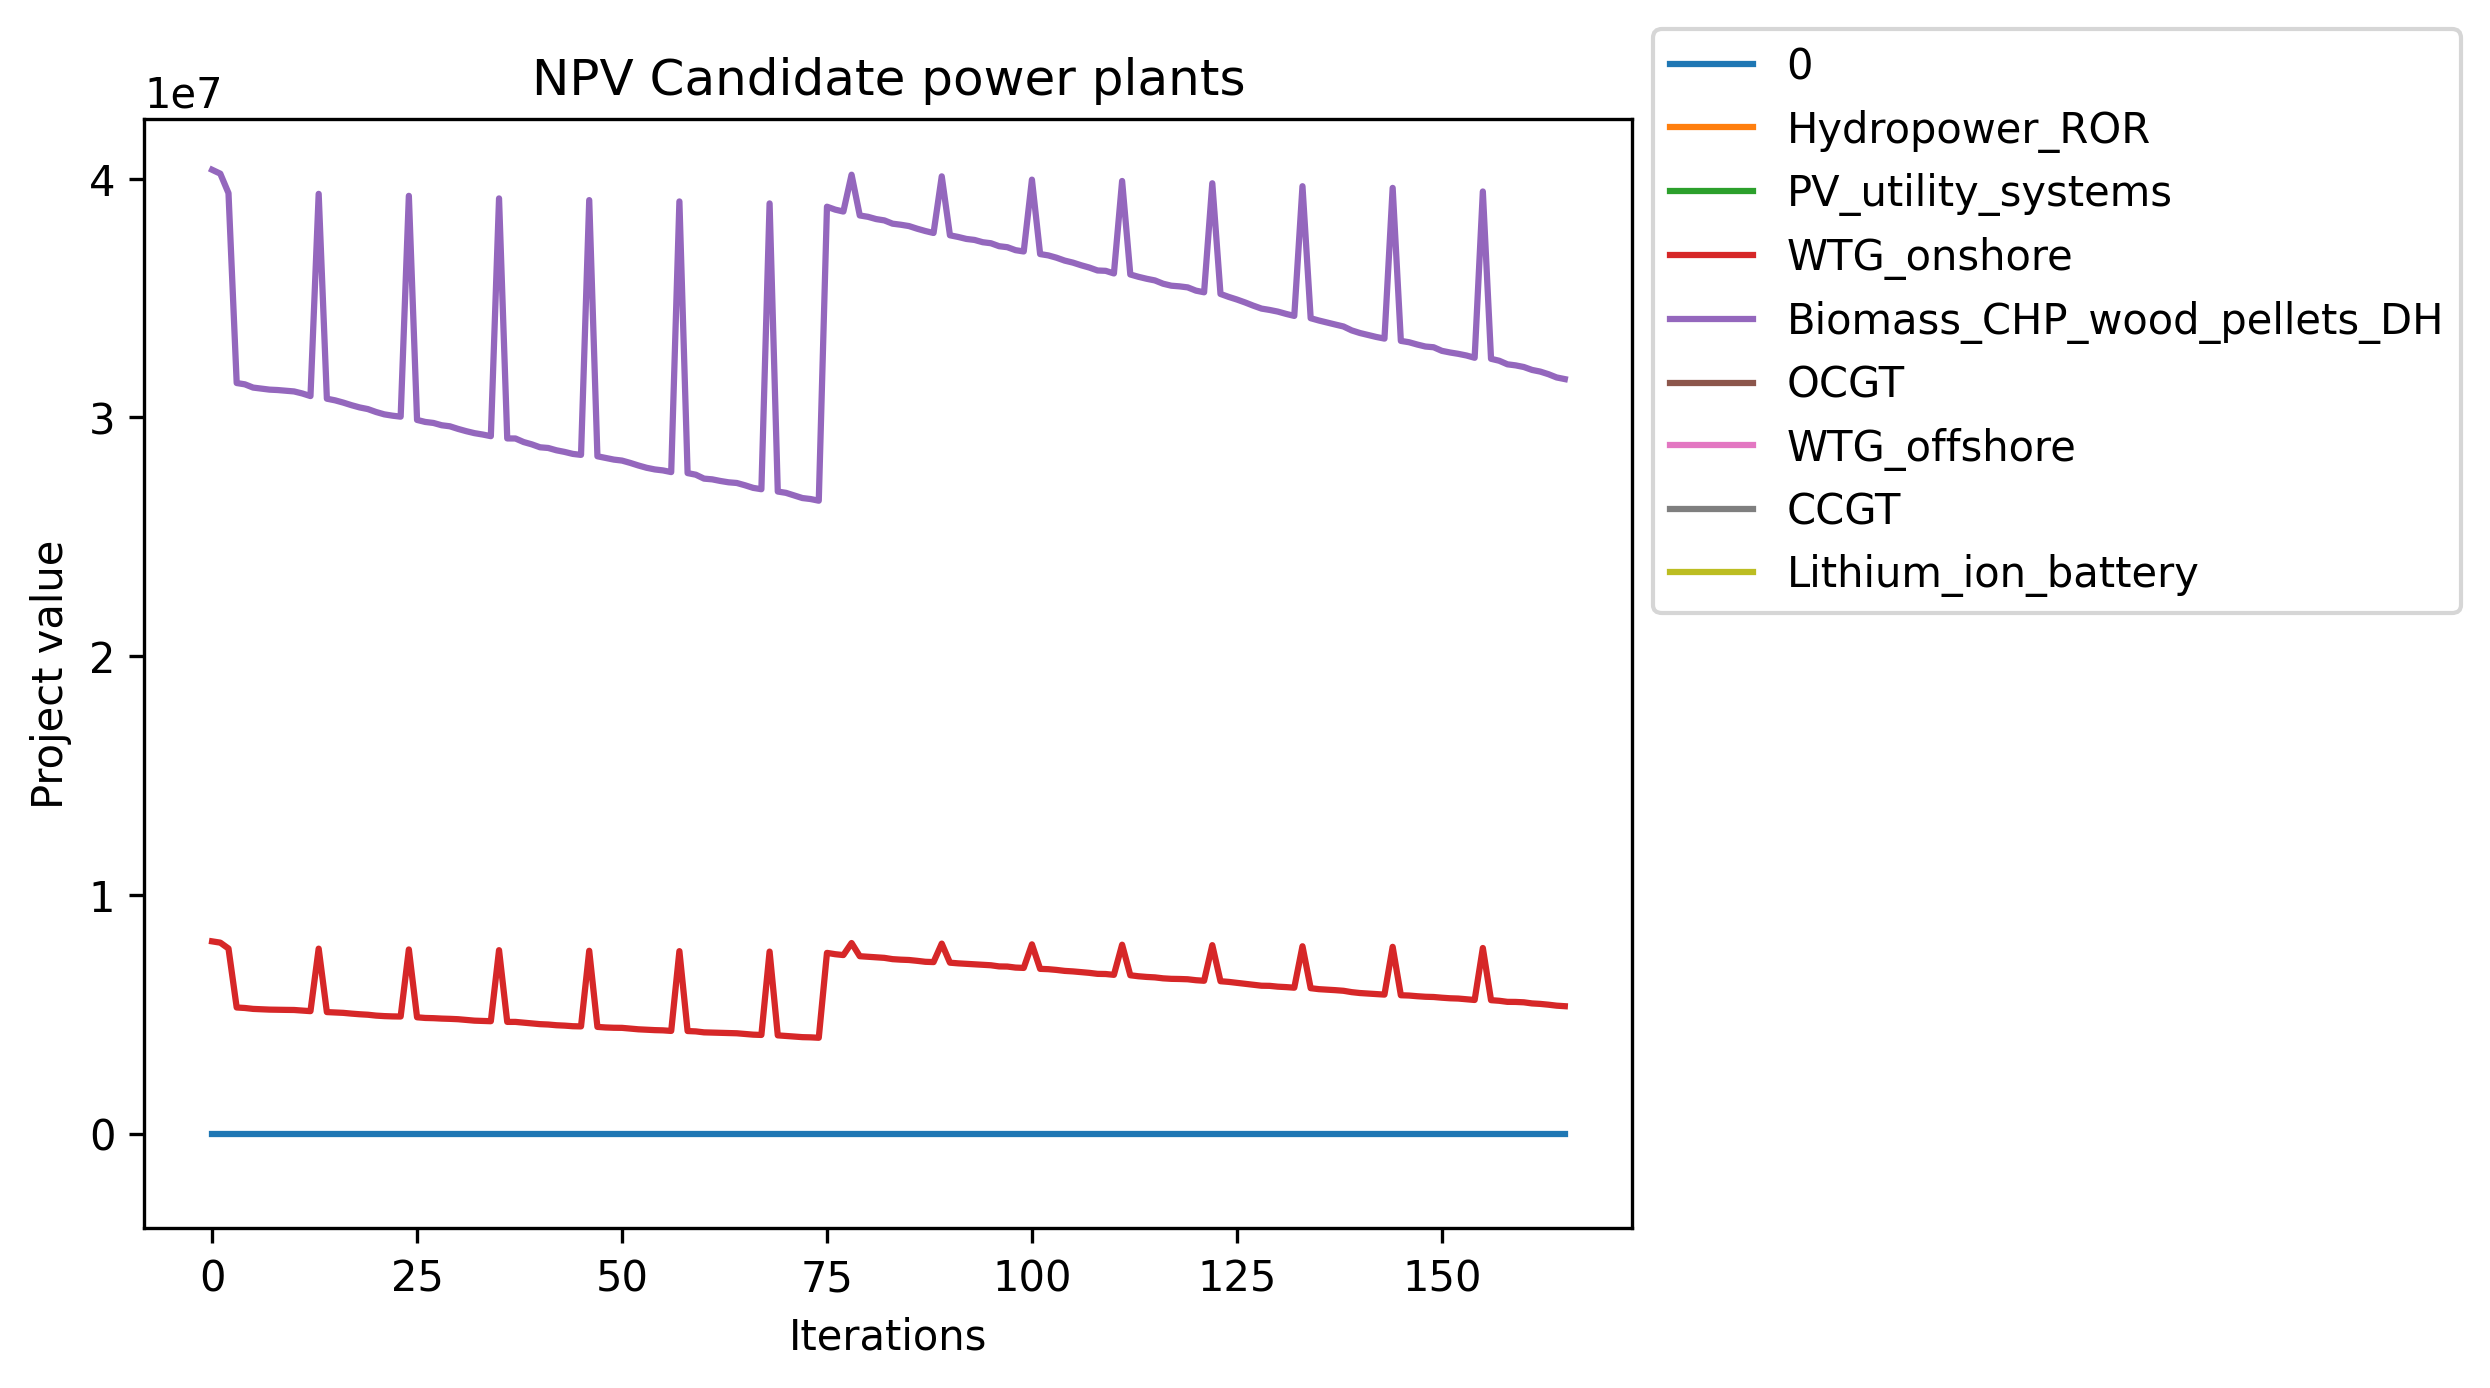 NPV Candidate power plants
1e7
4
3
2
1
0
Project value
0
25
50
75
100
125
150
Iterations
0
Hydropower_ROR
PV_utility_systems
WTG_onshore
Biomass_CHP_wood_pellets_DH
OCGT
WTG_offshore
CCGT
Lithium_ion_battery